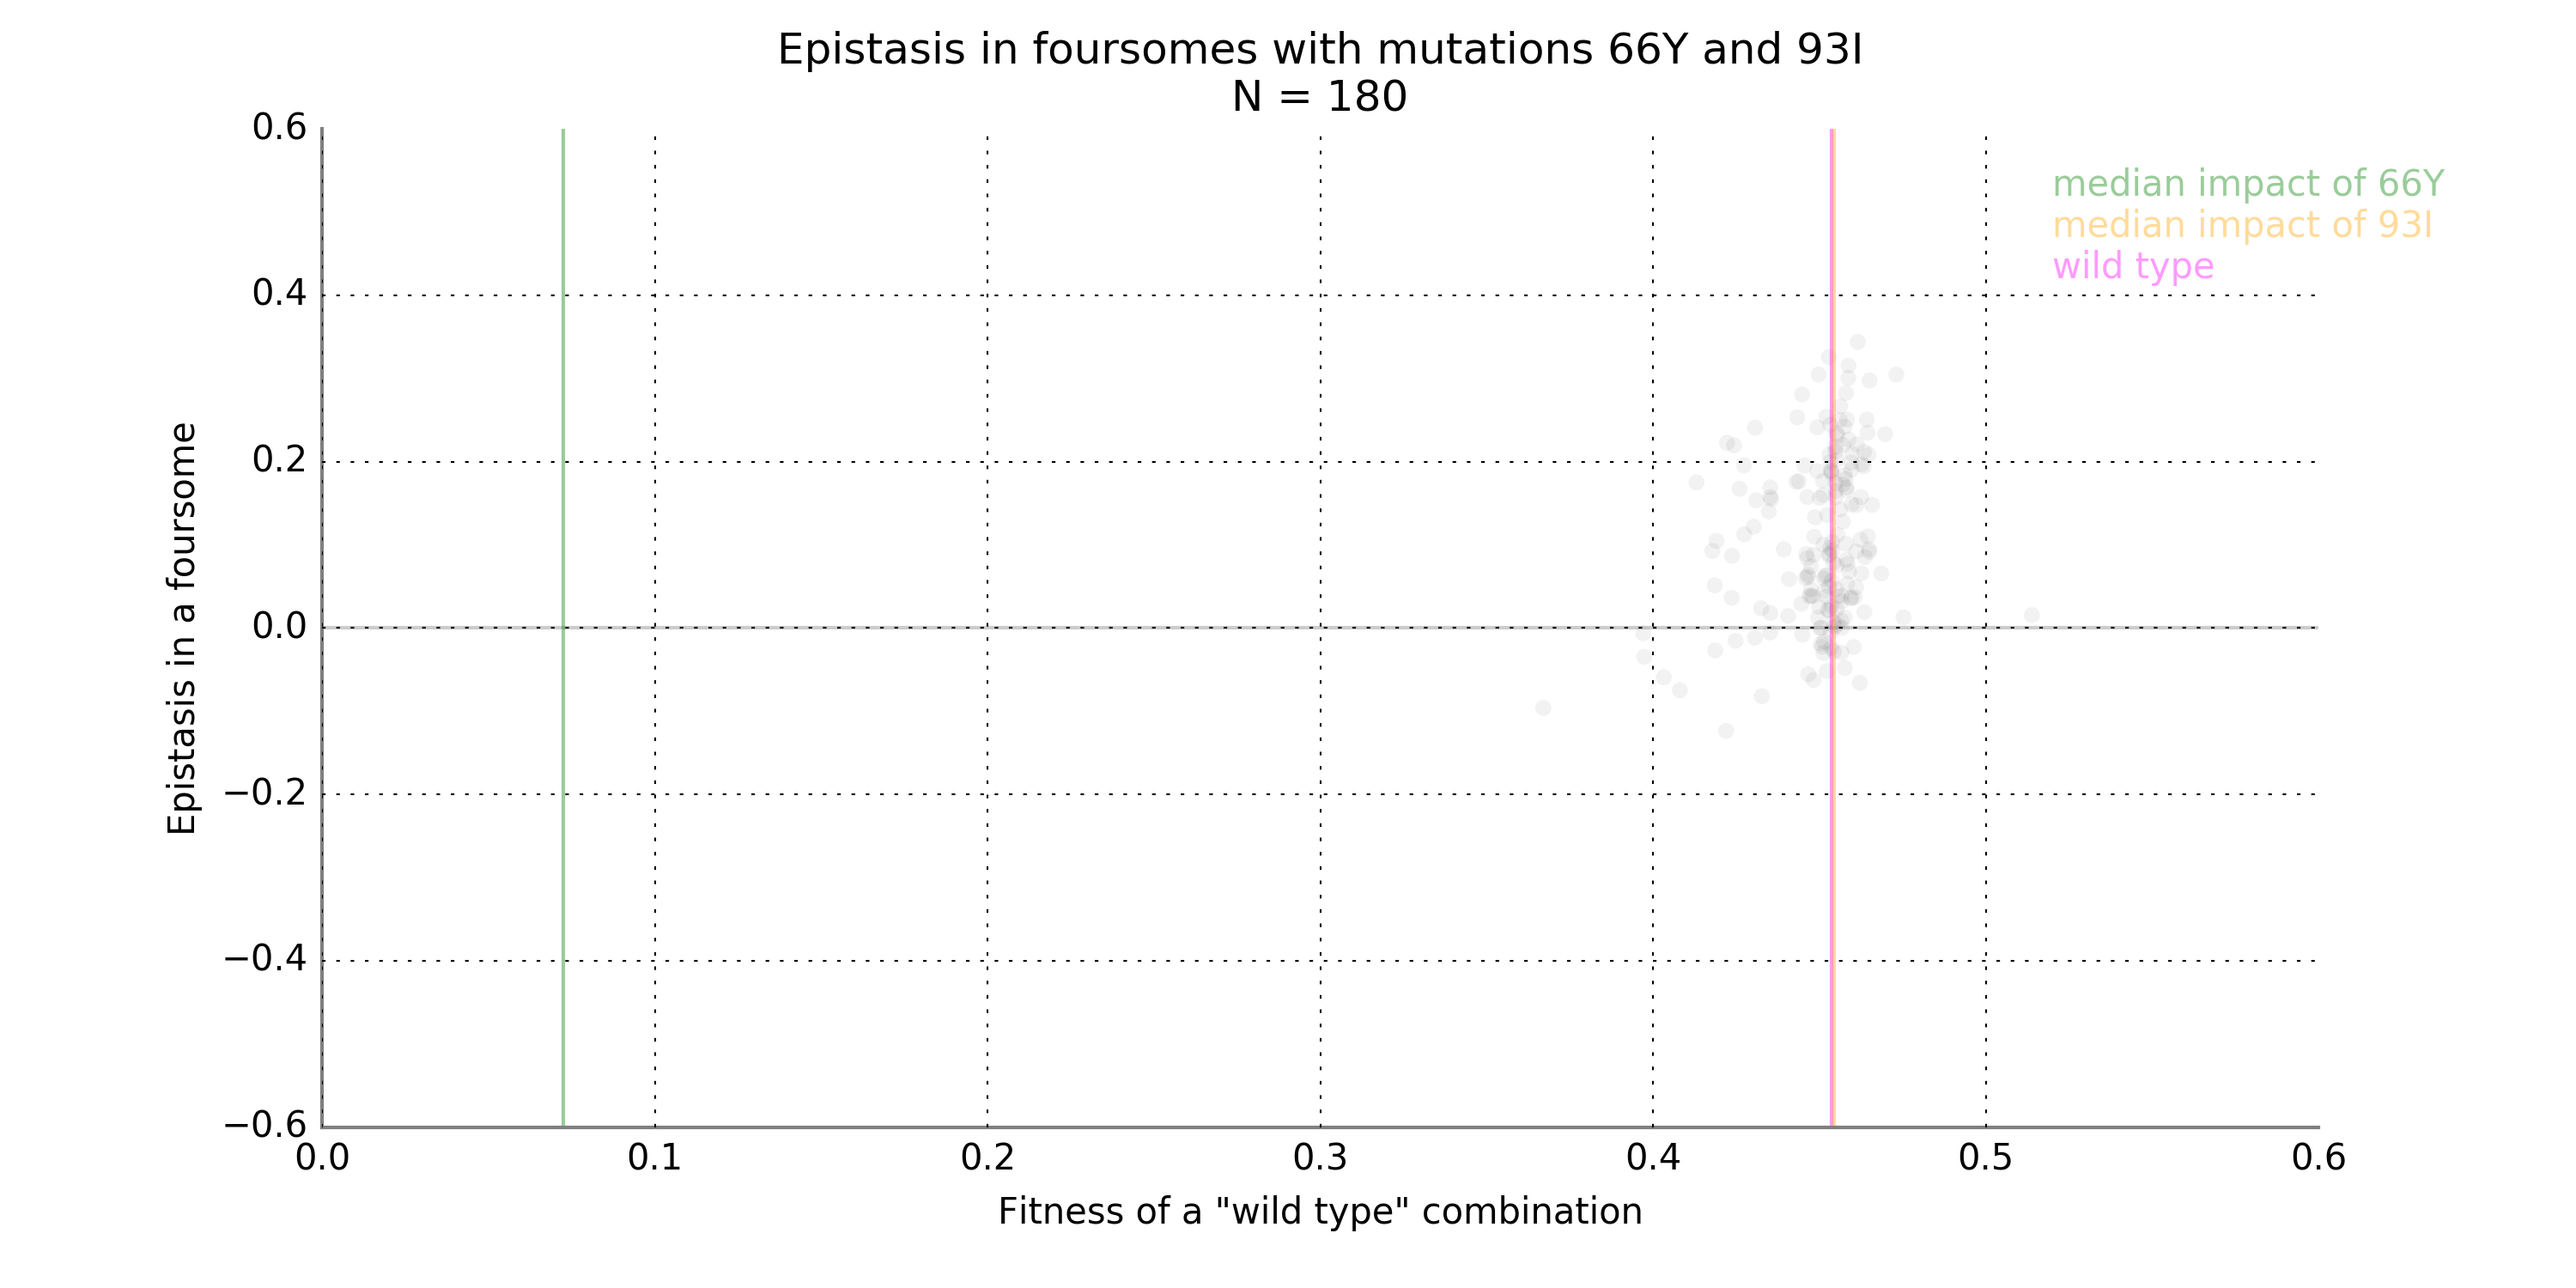 Epistasis in foursomes with mutations 66Y and 93I
N = 180
0.6
0.4
0.2
0.0
−0.2
−0.4
−0.6
Epistasis in a foursome
median impact of 66Y
median impact of 93I
wild type
0.0 0.1 0.2 0.3 0.4 0.5 0.6
Fitness of a "wild type" combination